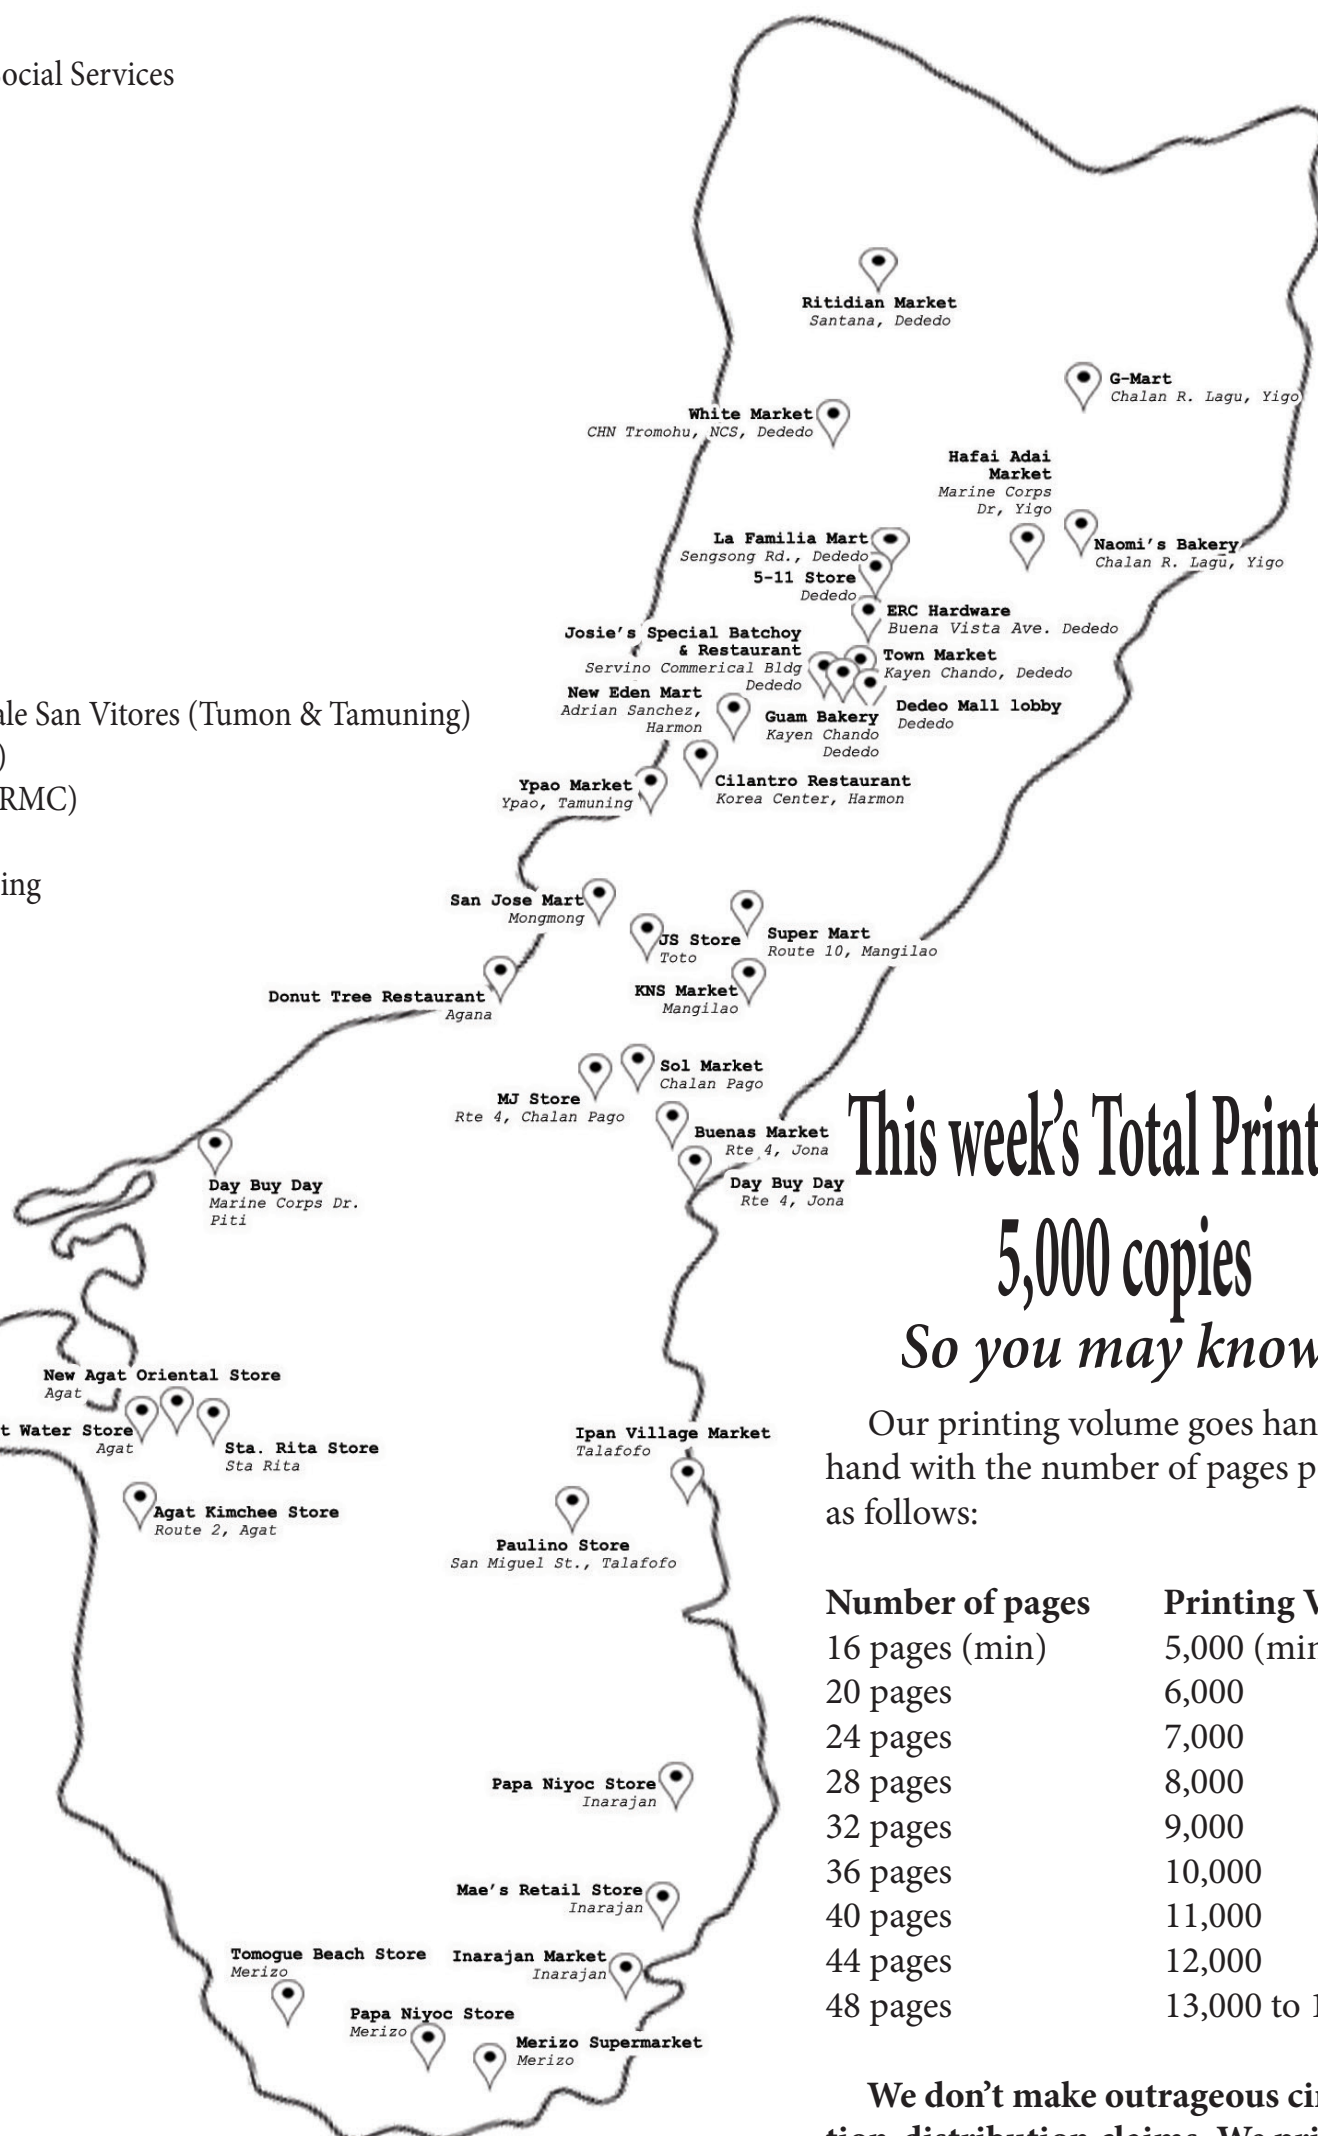 ocial Services
ale San Vitores (Tumon & Tamuning)
)
RMC)
ing
Ritidian Market
Santana, Dededo
G-Mart
Chalan R. Lagu, Yigo
White Market
CHN Tromohu, NCS, Dededo
Hafai Adai
Market
Marine Corps
Dr, Yigo
Naomi's Bakery
Chalan R. Lagu, Yigo
La Familia Mart
Sengsong Rd., Dededo
5-11 Store
Dededo
ERC Hardware
Buena Vista Ave. Dededo
Josie's Special Batchoy
& Restaurant
Servino Commerical Bldg
Dededo
Town Market
Kayen Chando, Dededo
New Eden Mart
Adrian Sanchez,
Harmon
Guam Bakery
Kayen Chando
Dededo
Dedeo Mall lobby
Dededo
Ypao Market
Ypao, Tamuning
Cilantro Restaurant
Korea Center, Harmon
San Jose Mart
Mongmong
JS Store
Toto
Super Mart
Route 10, Mangilao
Donut Tree Restaurant
Agana
KNS Market
Mangilao
Sol Market
Chalan Pago
MJ Store
Rte 4, Chalan Pago
Buenas Market
Rte 4, Jona
Day Buy Day
Rte 4, Jona
Day Buy Day
Marine Corps Dr.
Piti
New Agat Oriental Store
Agat
t Water Store
Agat
Sta. Rita Store
Sta Rita
Agat Kimchee Store
Route 2, Agat
Ipan Village Market
Talafofo
Paulino Store
San Miguel St., Talafofo
Papa Niyoc Store
Inarajan
Mae's Retail Store
Inarajan
Tomogue Beach Store
Merizo
Inarajan Market
Inarajan
Papa Niyoc Store
Merizo
Merizo Supermarket
Merizo
This week's Total Print
5,000 copies
So you may know
Our printing volume goes han
hand with the number of pages p
as follows:
Number of pages Printing V
16 pages (min) 5,000 (min
20 pages 6,000
24 pages 7,000
28 pages 8,000
32 pages 9,000
36 pages 10,000
40 pages 11,000
44 pages 12,000
48 pages 13,000 to 1
We don't make outrageous cir